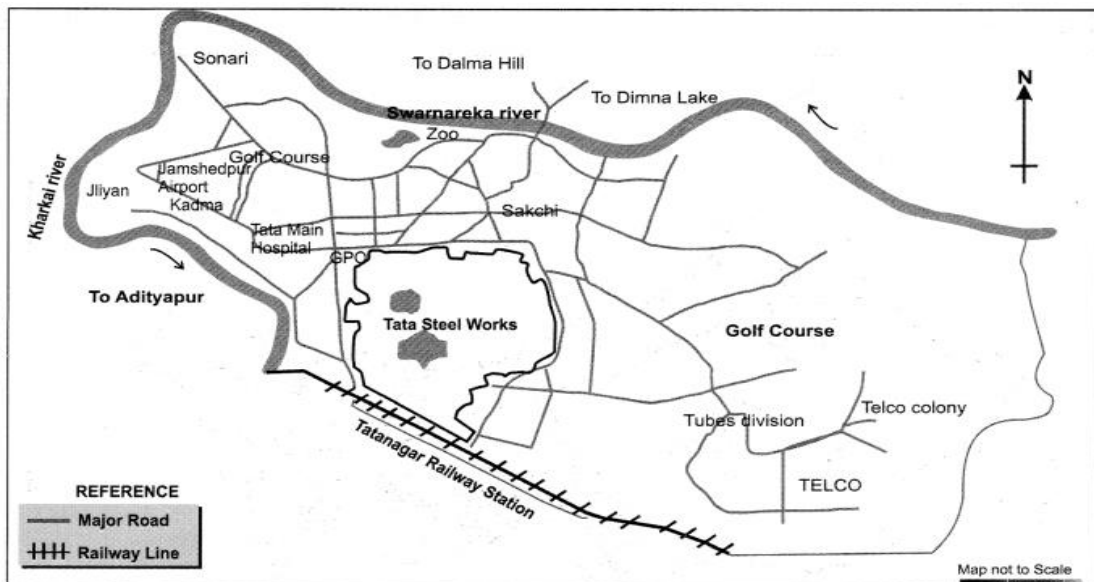 Sonari
To Dalma Hill
To Dimna Lake
N
Swarnareka river
Zoo
Golf Course
Jamshedpur
Airport
Kadma
Jliyan
Kharkai river
Sakchi
Tata Main
Hospital
GPO
To Adityapur
Tata Steel Works
Golf Course
Tubes division
Telco colony
TELCO
Tatanagar Railway Station
REFERENCE
Major Road
Railway Line
Map not to Scale